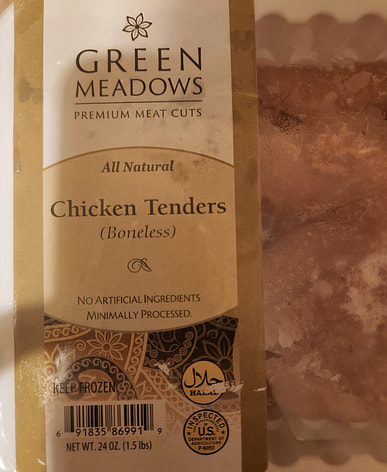 GREEN
MEADOWS
PREMIUM MEAT CUTS
All Natural
Chicken Tenders
(Boneless)
NO ARTIFICIAL INGREDIENTS
MINIMALLY PROCESSED.
KEEP FROZEN
حلال
HALAL
6 91835 86991 9
NET WT. 24 OZ. (1.5 lbs)
INSPECTED
U.S.
DEPARTMENT OF
AGRICULTURE